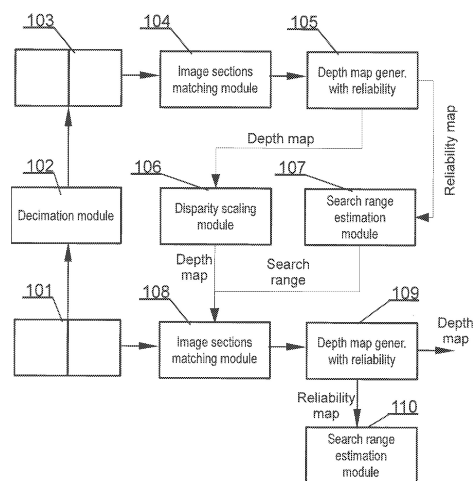 103
104
105
Image sections
matching module
Depth map gener.
with reliability
Depth map
Reliability map
102
106
107
Decimation module
Disparity scaling
module
Search range
estimation
module
Depth
map
Search
range
101
108
109
Image sections
matching module
Depth map gener.
with reliability
Depth
map
Reliability
map
110
Search range
estimation
module